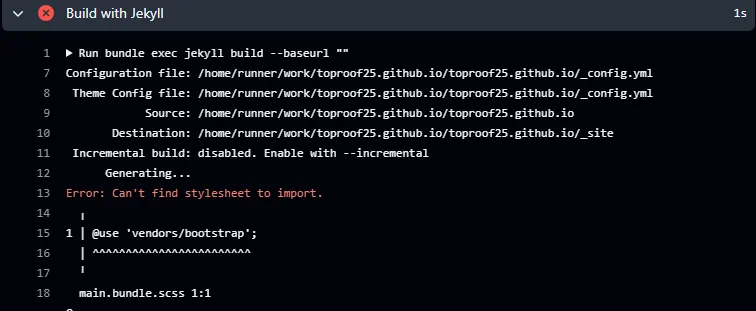 Build with Jekyll 1s
1 ▶ Run bundle exec jekyll build --baseurl ""
7 Configuration file: /home/runner/work/toproof25.github.io/toproof25.github.io/_config.yml
8 Theme Config file: /home/runner/work/toproof25.github.io/toproof25.github.io/_config.yml
9 Source: /home/runner/work/toproof25.github.io/toproof25.github.io
10 Destination: /home/runner/work/toproof25.github.io/toproof25.github.io/_site
11 Incremental build: disabled. Enable with --incremental
12 Generating...
13 Error: Can't find stylesheet to import.
14 ╷
15 1 │ @use 'vendors/bootstrap';
16 │ ^^^^^^^^^^^^^^^^^^^^^^^^
17 ╵
18 main.bundle.scss 1:1